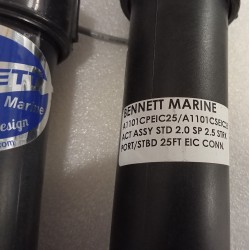 Marine
Design
BENNETT MARINE
A1101CPEIC25/A1101CSEIC25
ACT ASSY STD 2.0 SP 2.5 STRK
PORT/STBD 25FT EIC CONN.